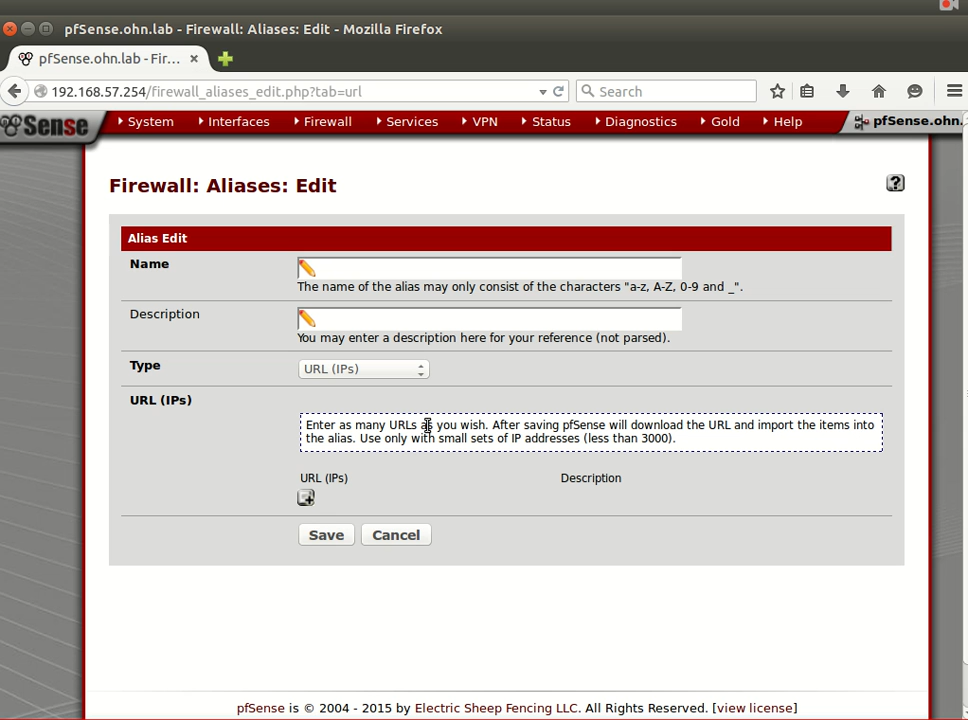 pfSense.ohn.lab - Firewall: Aliases: Edit - Mozilla Firefox
pfSense.ohn.lab - Fir...
192.168.57.254/firewall_aliases_edit.php?tab=url
Search
Sense
System Interfaces Firewall Services VPN Status Diagnostics Gold Help pfSense.ohn.
Firewall: Aliases: Edit
?
Alias Edit
Name
The name of the alias may only consist of the characters "a-z, A-Z, 0-9 and _".
Description
You may enter a description here for your reference (not parsed).
Type URL (IPs)
URL (IPs)
Enter as many URLs as you wish. After saving pfSense will download the URL and import the items into
the alias. Use only with small sets of IP addresses (less than 3000).
URL (IPs) Description
Save Cancel
pfSense is © 2004 - 2015 by Electric Sheep Fencing LLC. All Rights Reserved. [view license]